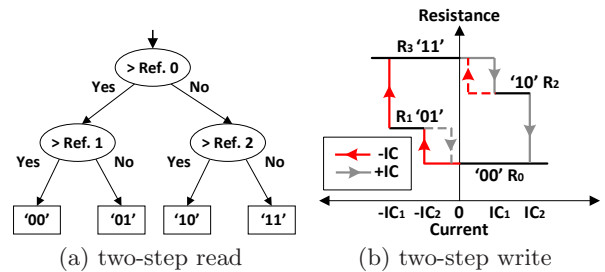 > Ref. 0
Yes
No
> Ref. 1
> Ref. 2
Yes
No
Yes
No
'00'
'01'
'10'
'11'
(a) two-step read
Resistance
R3 '11'
'10' R2
R1 '01'
-IC
+IC
'00' R0
-IC1 -IC2 0 IC1 IC2
Current
(b) two-step write